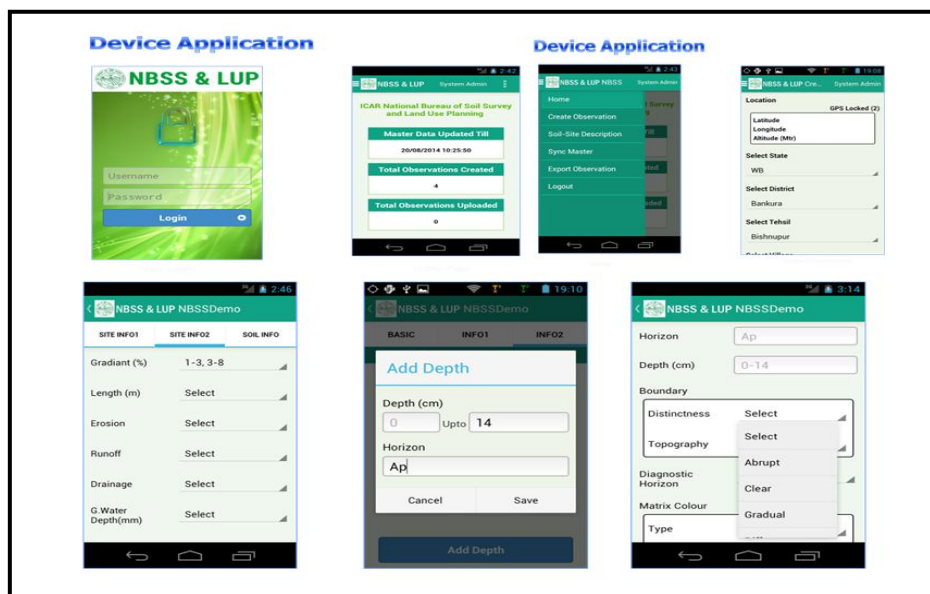 Device Application
Device Application
NBSS & LUP
Username
Password
Login
2:42
NBSS & LUP System Admin
ICAR National Bureau of Soil Survey
and Land Use Planning
Master Data Updated Till
20/08/2014 10:25:50
Total Observations Created
4
Total Observations Uploaded
0
2:43
NBSS & LUP NBSS System Admin
Home
Create Observation
Soil-Site Description
Sync Master
Export Observation
Logout
19:08
NBSS & LUP Cre... System Admin
Location
GPS Locked (2)
Latitude
Longitude
Altitude (Mtr)
Select State
WB
Select District
Bankura
Select Tehsil
Bishnupur
2:46
NBSS & LUP NBSSDemo
SITE INFO1 SITE INFO2 SOIL INFO
Gradiant (%) 1-3, 3-8
Length (m) Select
Erosion Select
Runoff Select
Drainage Select
G.Water
Depth(mm) Select
19:10
NBSS & LUP NBSSDemo
BASIC INFO1 INFO2
Add Depth
Depth (cm)
0 Upto 14
Horizon
Ap
Cancel Save
Add Depth
3:14
NBSS & LUP NBSSDemo
Horizon Ap
Depth (cm) 0-14
Boundary
Distinctness Select
Select
Topography
Abrupt
Diagnostic
Horizon
Clear
Matrix Colour
Gradual
Type